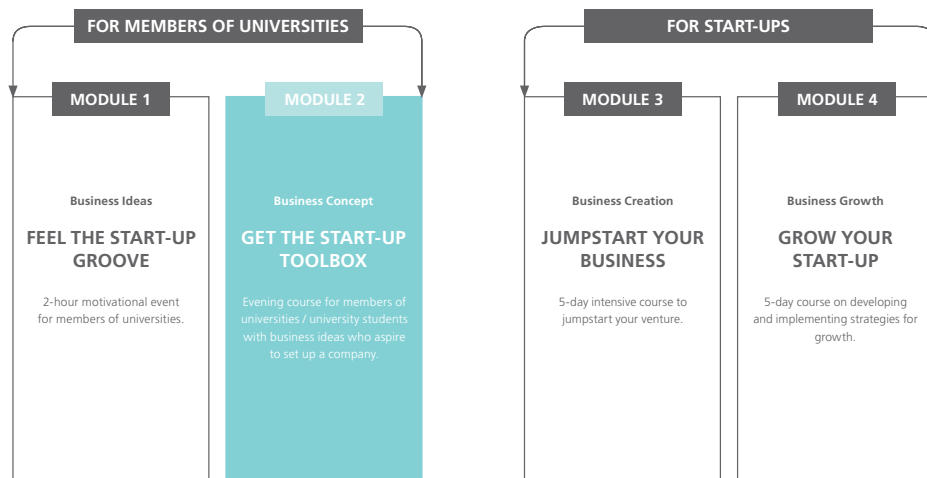 FOR MEMBERS OF UNIVERSITIES
MODULE 1
Business Ideas
FEEL THE START-UP
GROOVE
2-hour motivational event
for members of universities.
MODULE 2
Business Concept
GET THE START-UP
TOOLBOX
Evening course for members of
universities / university students
with business ideas who aspire
to set up a company.
FOR START-UPS
MODULE 3
Business Creation
JUMPSTART YOUR
BUSINESS
5-day intensive course to
jumpstart your venture.
MODULE 4
Business Growth
GROW YOUR
START-UP
5-day course on developing
and implementing strategies for
growth.